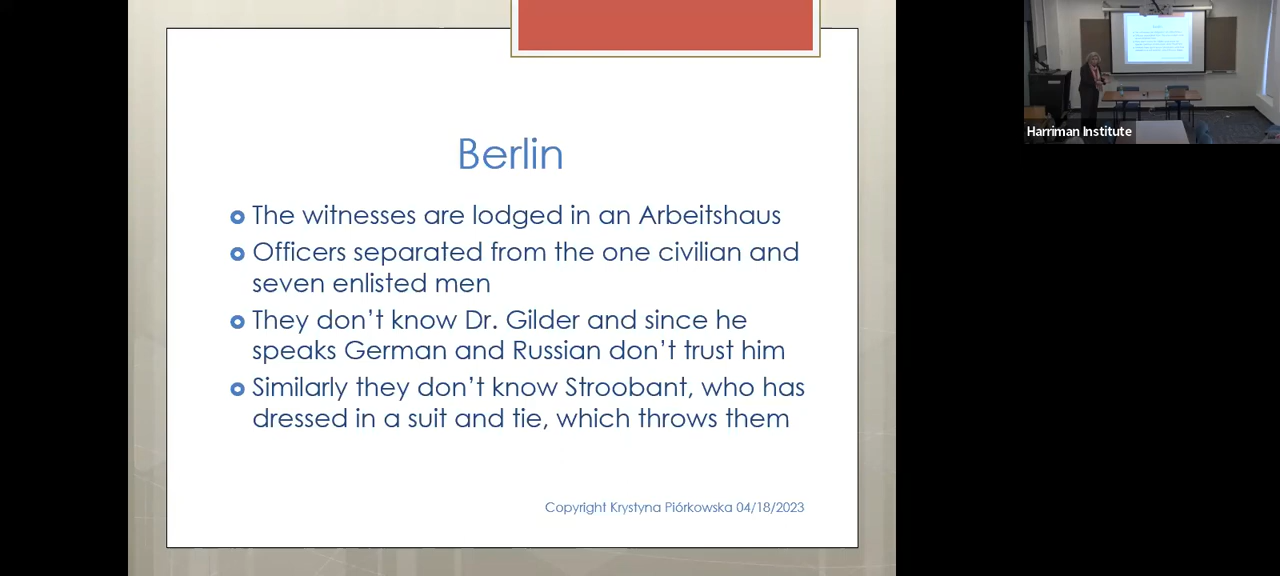 Berlin
The witnesses are lodged in an Arbeitshaus
Officers separated from the one civilian and
seven enlisted men
They don't know Dr. Gilder and since he
speaks German and Russian don't trust him
Similarly they don't know Stroobant, who has
dressed in a suit and tie, which throws them
Copyright Krystyna Piórkowska 04/18/2023
Harriman Institute